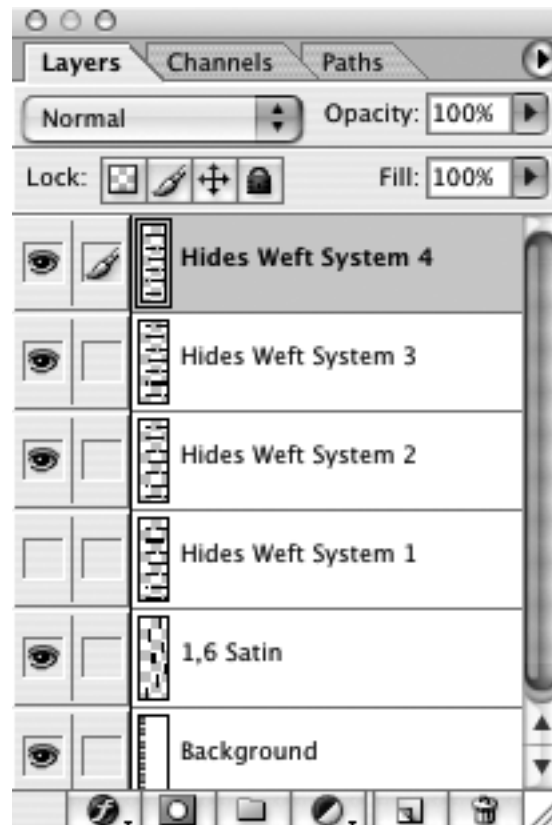 Layers Channels Paths
Normal Opacity: 100%
Lock: Fill: 100%
Hides Weft System 4
Hides Weft System 3
Hides Weft System 2
Hides Weft System 1
1,6 Satin
Background